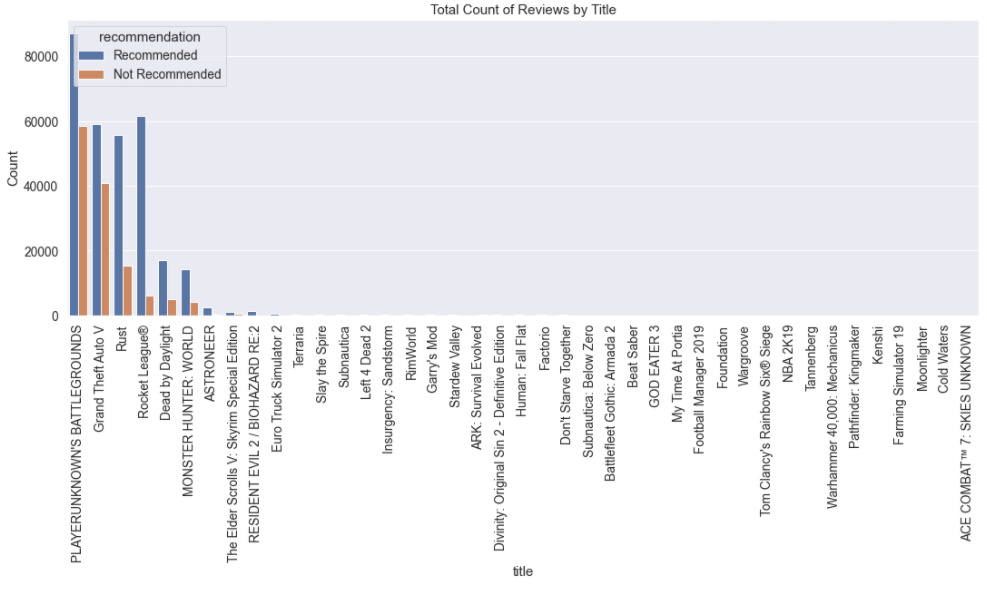 Total Count of Reviews by Title
recommendation
Recommended
Not Recommended
80000
60000
40000
20000
0
Count
PLAYERUNKNOWN'S BATTLEGROUNDS
Grand Theft Auto V
Rust
Rocket League®
Dead by Daylight
MONSTER HUNTER: WORLD
ASTRONEER
The Elder Scrolls V: Skyrim Special Edition
RESIDENT EVIL 2 / BIOHAZARD RE:2
Euro Truck Simulator 2
Terraria
Slay the Spire
Subnautica
Left 4 Dead 2
Insurgency: Sandstorm
RimWorld
Garry's Mod
Stardew Valley
ARK: Survival Evolved
Divinity: Original Sin 2 - Definitive Edition
Human: Fall Flat
Factorio
Don't Starve Together
Subnautica: Below Zero
Battlefleet Gothic: Armada 2
Beat Saber
GOD EATER 3
My Time At Portia
Football Manager 2019
Foundation
Wargroove
Tom Clancy's Rainbow Six® Siege
NBA 2K19
Tannenberg
Warhammer 40,000: Mechanicus
Pathfinder: Kingmaker
Kenshi
Farming Simulator 19
Moonlighter
Cold Waters
ACE COMBAT™ 7: SKIES UNKNOWN
title